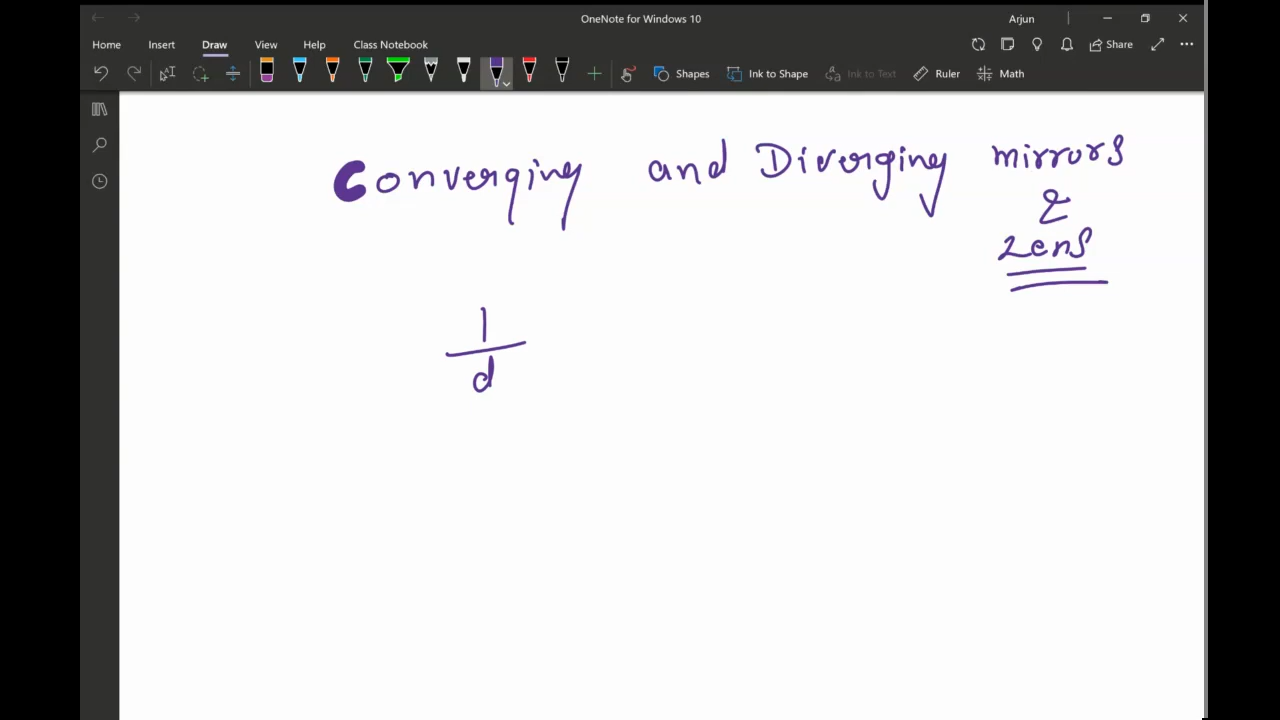 OneNote for Windows 10
Arjun
Home Insert Draw View Help Class Notebook
Share
Shapes Ink to Shape Ink to Text Ruler Math
Converging and Diverging mirrors
&
Lens
1
d